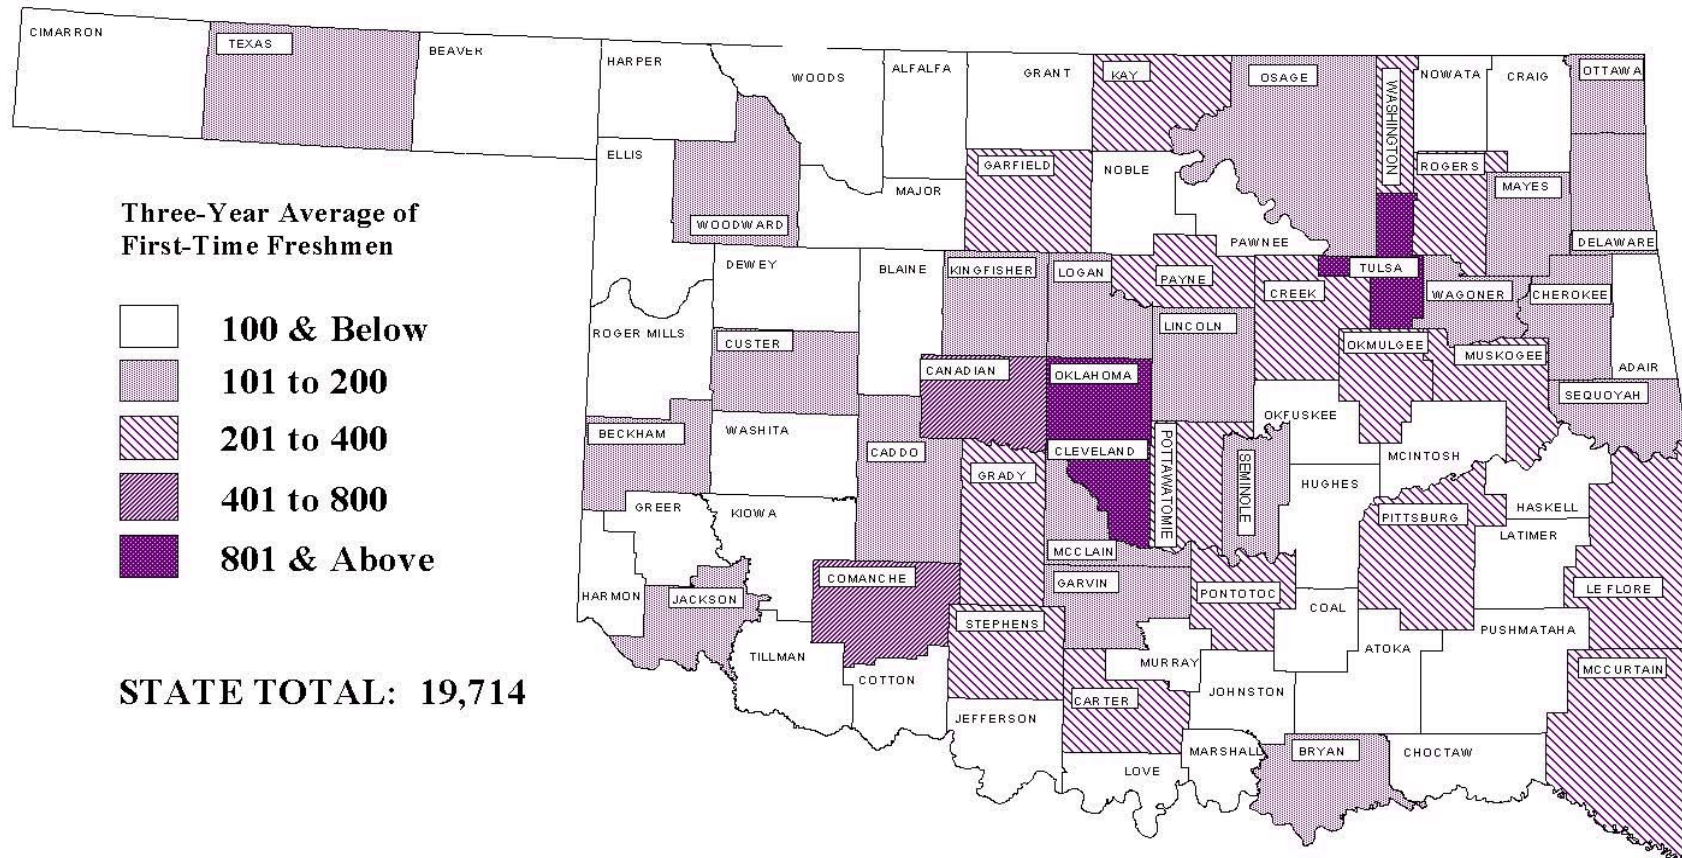 CIMARRON
TEXAS
BEAVER
HARPER
WOODS
ALFALFA
GRANT
KAY
OSAGE
WASHINGTON
NOWATA
CRAIG
OTTAWA
ELLIS
WOODWARD
MAJOR
GARFIELD
NOBLE
PAWNEE
ROGERS
MAYES
DELAWARE
Three-Year Average of
First-Time Freshmen
100 & Below
101 to 200
201 to 400
401 to 800
801 & Above
STATE TOTAL: 19,714
DEWEY
BLAINE
KINGFISHER
LOGAN
PAYNE
CREEK
TULSA
WAGONER
CHEROKEE
ROGER MILLS
CUSTER
CANADIAN
OKLAHOMA
LINCOLN
OKMULGEE
MUSKOGEE
ADAIR
SEQUOYAH
BECKHAM
WASHITA
CADDO
GRADY
CLEVELAND
POTTAWATOMIE
SEMINOLE
OKFUSKEE
HUGHES
MCINTOSH
PITTSBURG
HASKELL
LATIMER
GREER
KIOWA
COMANCHE
MCCLAIN
GARVIN
PONTOTOC
COAL
LE FLORE
HARMON
JACKSON
STEPHENS
TILLMAN
COTTON
MURRAY
ATOKA
PUSHMATAHA
MCCURTAIN
JEFFERSON
CARTER
JOHNSTON
LOVE
MARSHALL
BRYAN
CHOCTAW